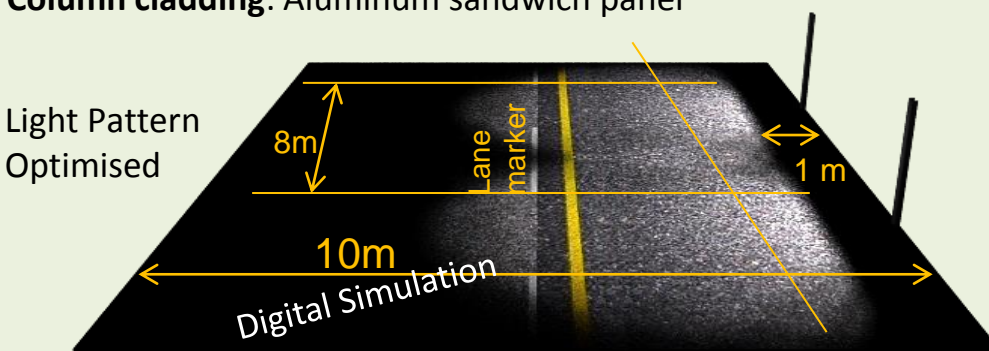 Column cladding: Aluminum sandwich panel
Light Pattern
Optimised
8m
Lane
marker
1 m
10m
Digital Simulation